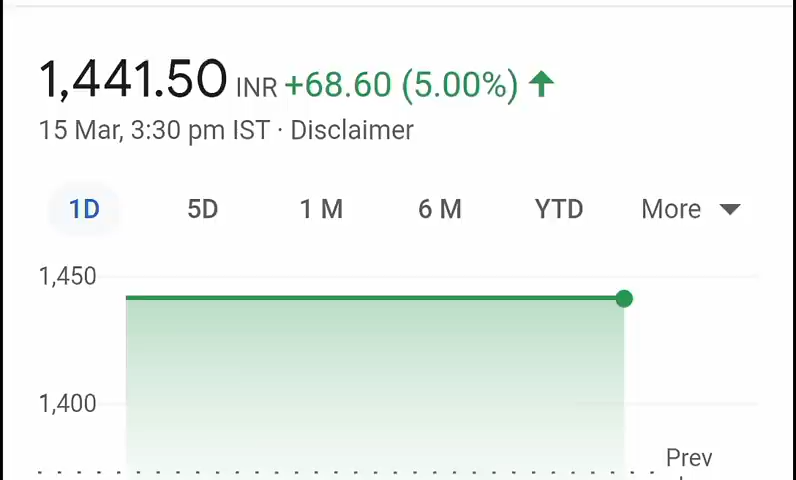 1,441.50 INR +68.60 (5.00%)
15 Mar, 3:30 pm IST · Disclaimer
1D 5D 1 M 6 M YTD More
1,450
1,400
Prev